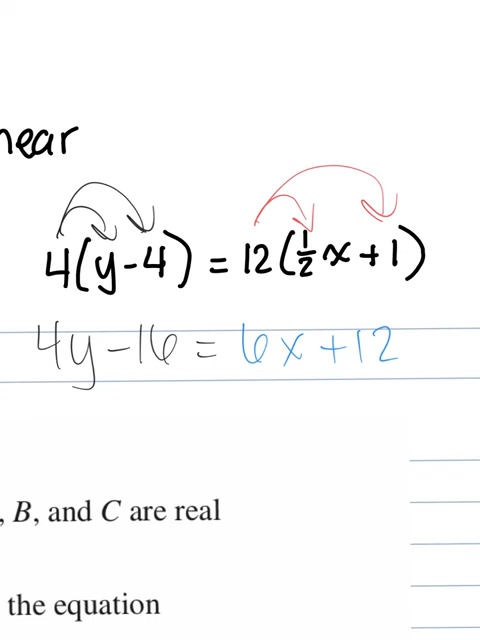 near
4(y-4) = 12(½x+1)
4y-16 = 6x+12
, B, and C are real
the equation